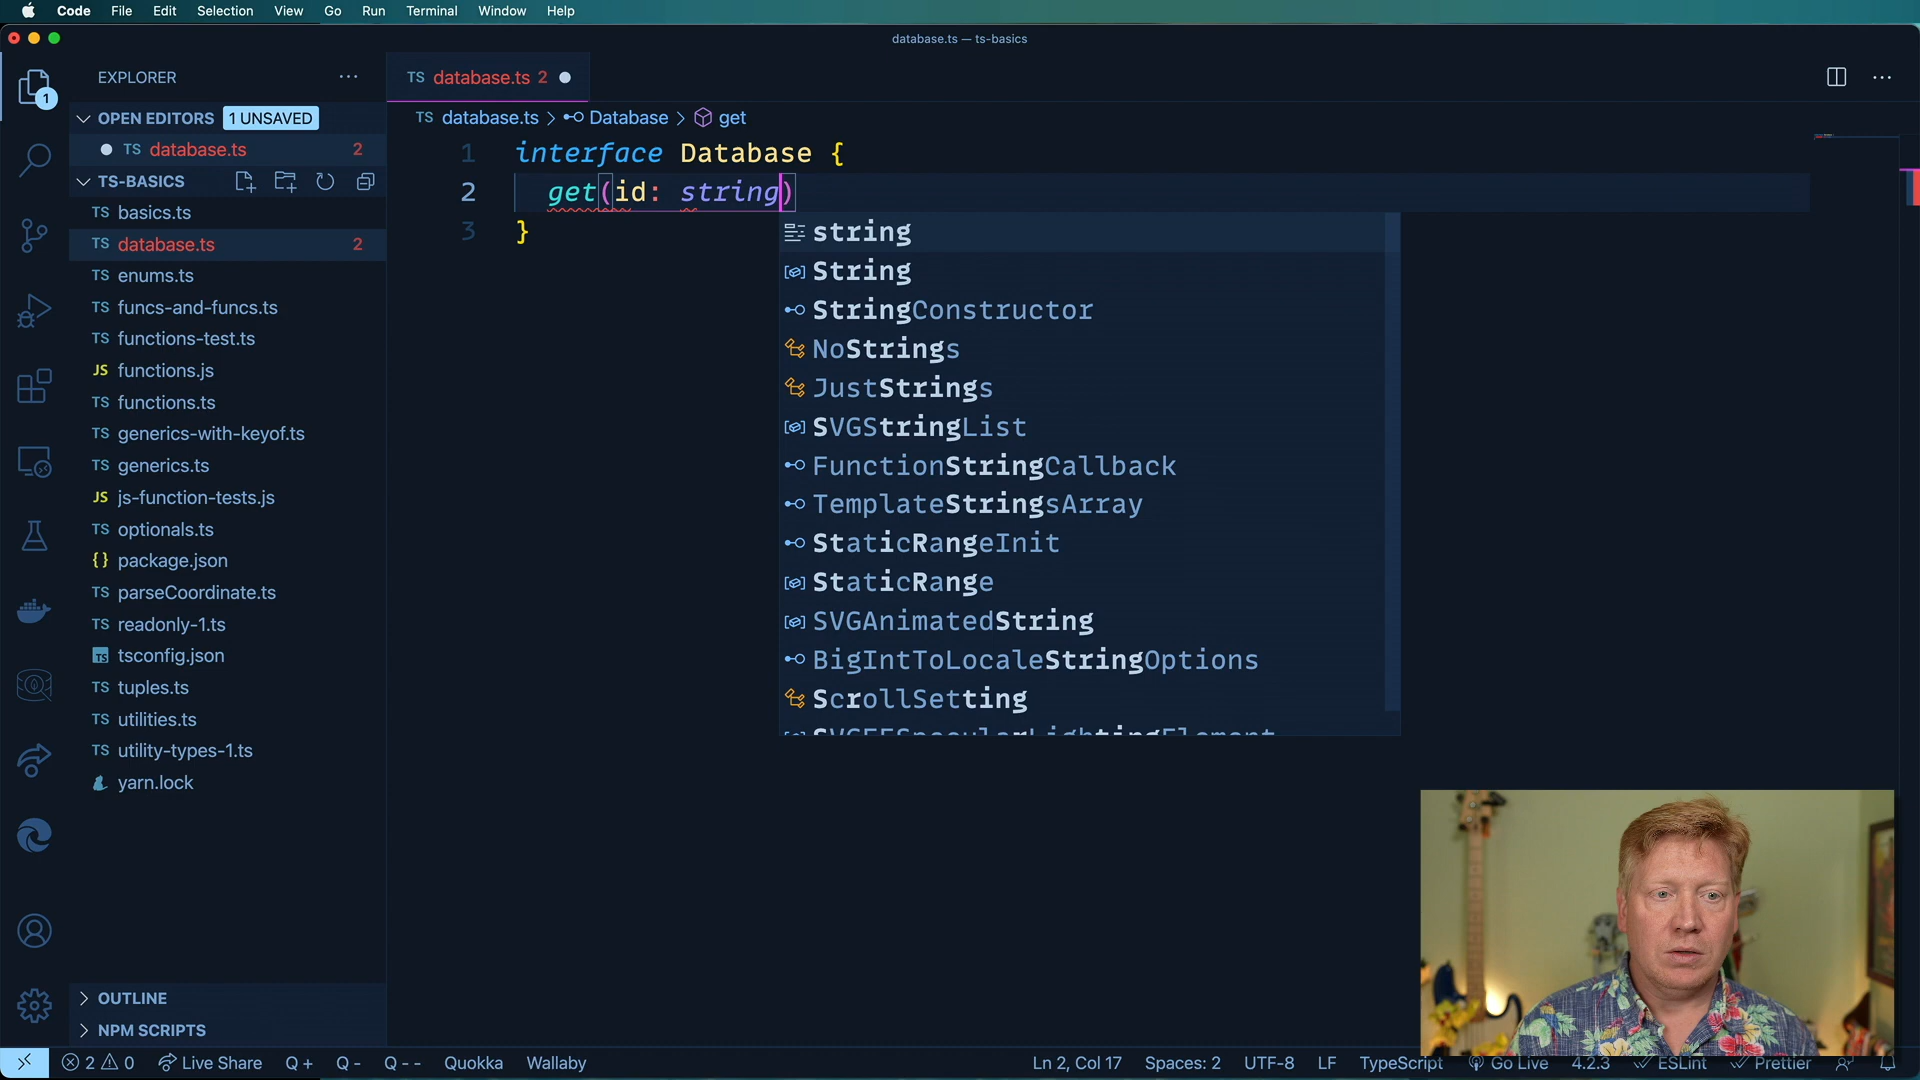 Code File Edit Selection View Go Run Terminal Window Help
database.ts — ts-basics
EXPLORER
TS database.ts 2
1
OPEN EDITORS 1 UNSAVED
TS database.ts 2
TS-BASICS
TS basics.ts
TS database.ts 2
TS enums.ts
TS funcs-and-funcs.ts
TS functions-test.ts
JS functions.js
TS functions.ts
TS generics-with-keyof.ts
TS generics.ts
JS js-function-tests.js
TS optionals.ts
{} package.json
TS parseCoordinate.ts
TS readonly-1.ts
TS tsconfig.json
TS tuples.ts
TS utilities.ts
TS utility-types-1.ts
yarn.lock
OUTLINE
NPM SCRIPTS
TS database.ts > Database > get
1 interface Database {
2 get(id: string)
3 }
string
String
StringConstructor
NoStrings
JustStrings
SVGStringList
FunctionStringCallback
TemplateStringsArray
StaticRangeInit
StaticRange
SVGAnimatedString
BigIntToLocaleStringOptions
ScrollSetting
2 0 Live Share Q + Q - Q - - Quokka Wallaby Ln 2, Col 17 Spaces: 2 UTF-8 LF TypeScript Go Live 4.2.3 ESLint Prettier